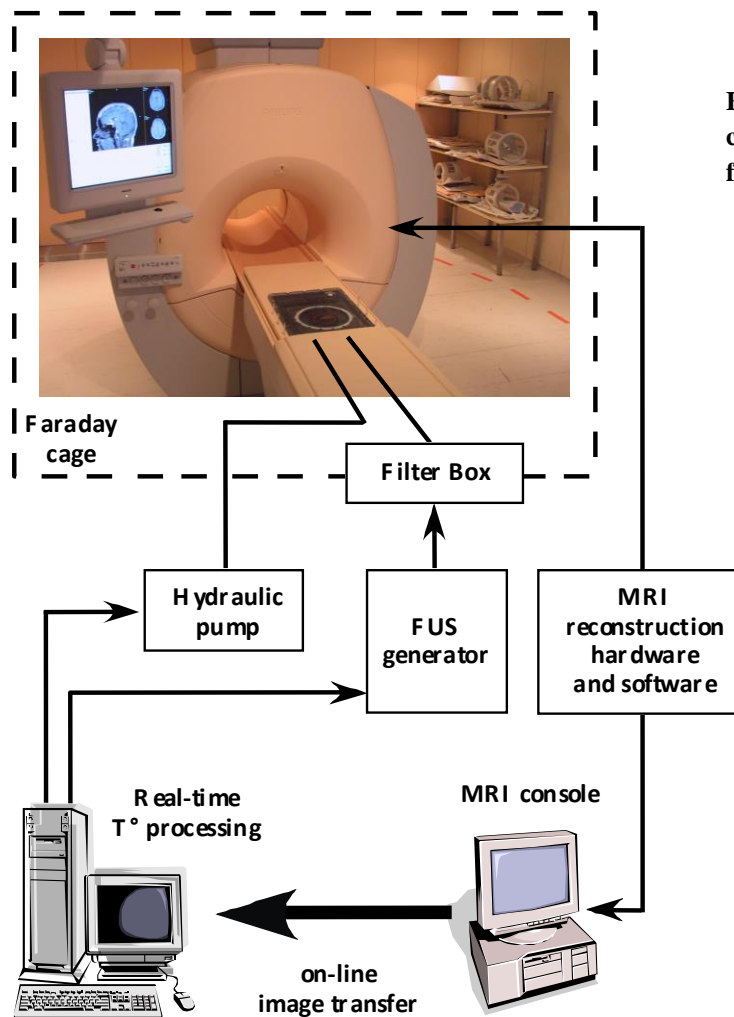 Faraday
cage
Filter Box
Hydraulic
pump
FUS
generator
MRI
reconstruction
hardware
and software
Real-time
T° processing
MRI console
on-line
image transfer